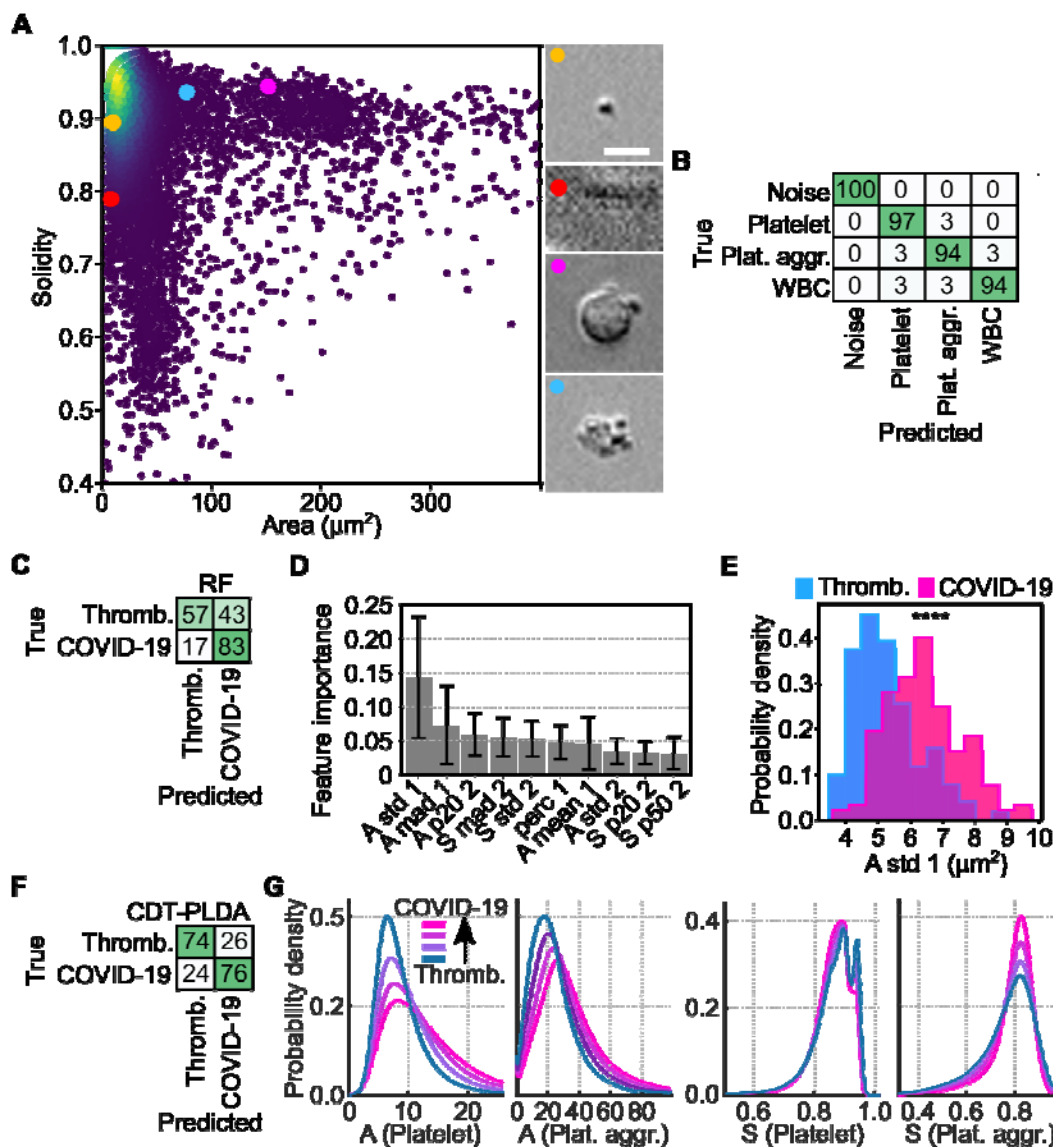 A
1.0
0.9
0.8
0.7
0.6
0.5
0.4
Solidity
0 100 200 300
Area (µm²)
B
True
Noise 100 0 0 0
Platelet 0 97 3 0
Plat. aggr. 0 3 94 3
WBC 0 3 3 94
Noise
Platelet
Plat. aggr.
WBC
Predicted
C
RF
True
Thromb. 57 43
COVID-19 17 83
Thromb.
COVID-19
Predicted
D
Feature importance
0.25
0.20
0.15
0.10
0.05
0
A std 1
A mad 1
A p20 2
S mad 2
S std 2
perc 1
A mean 1
A std 2
S p20 2
S p50 2
E
Thromb. COVID-19
****
Probability density
0.4
0.3
0.2
0.1
0.0
4 5 6 7 8 9 10
A std 1 (µm²)
F
CDT-PLDA
True
Thromb. 74 26
COVID-19 24 76
Thromb.
COVID-19
Predicted
G
Probability density
0.5
0.2
0.0
COVID-19
Thromb.
0 10 20
A (Platelet)
0 20 40 80
A (Plat. aggr.)
0.4
0.2
0.0
0.6 0.8 1.0
S (Platelet)
0.4 0.6 0.8
S (Plat. aggr.)